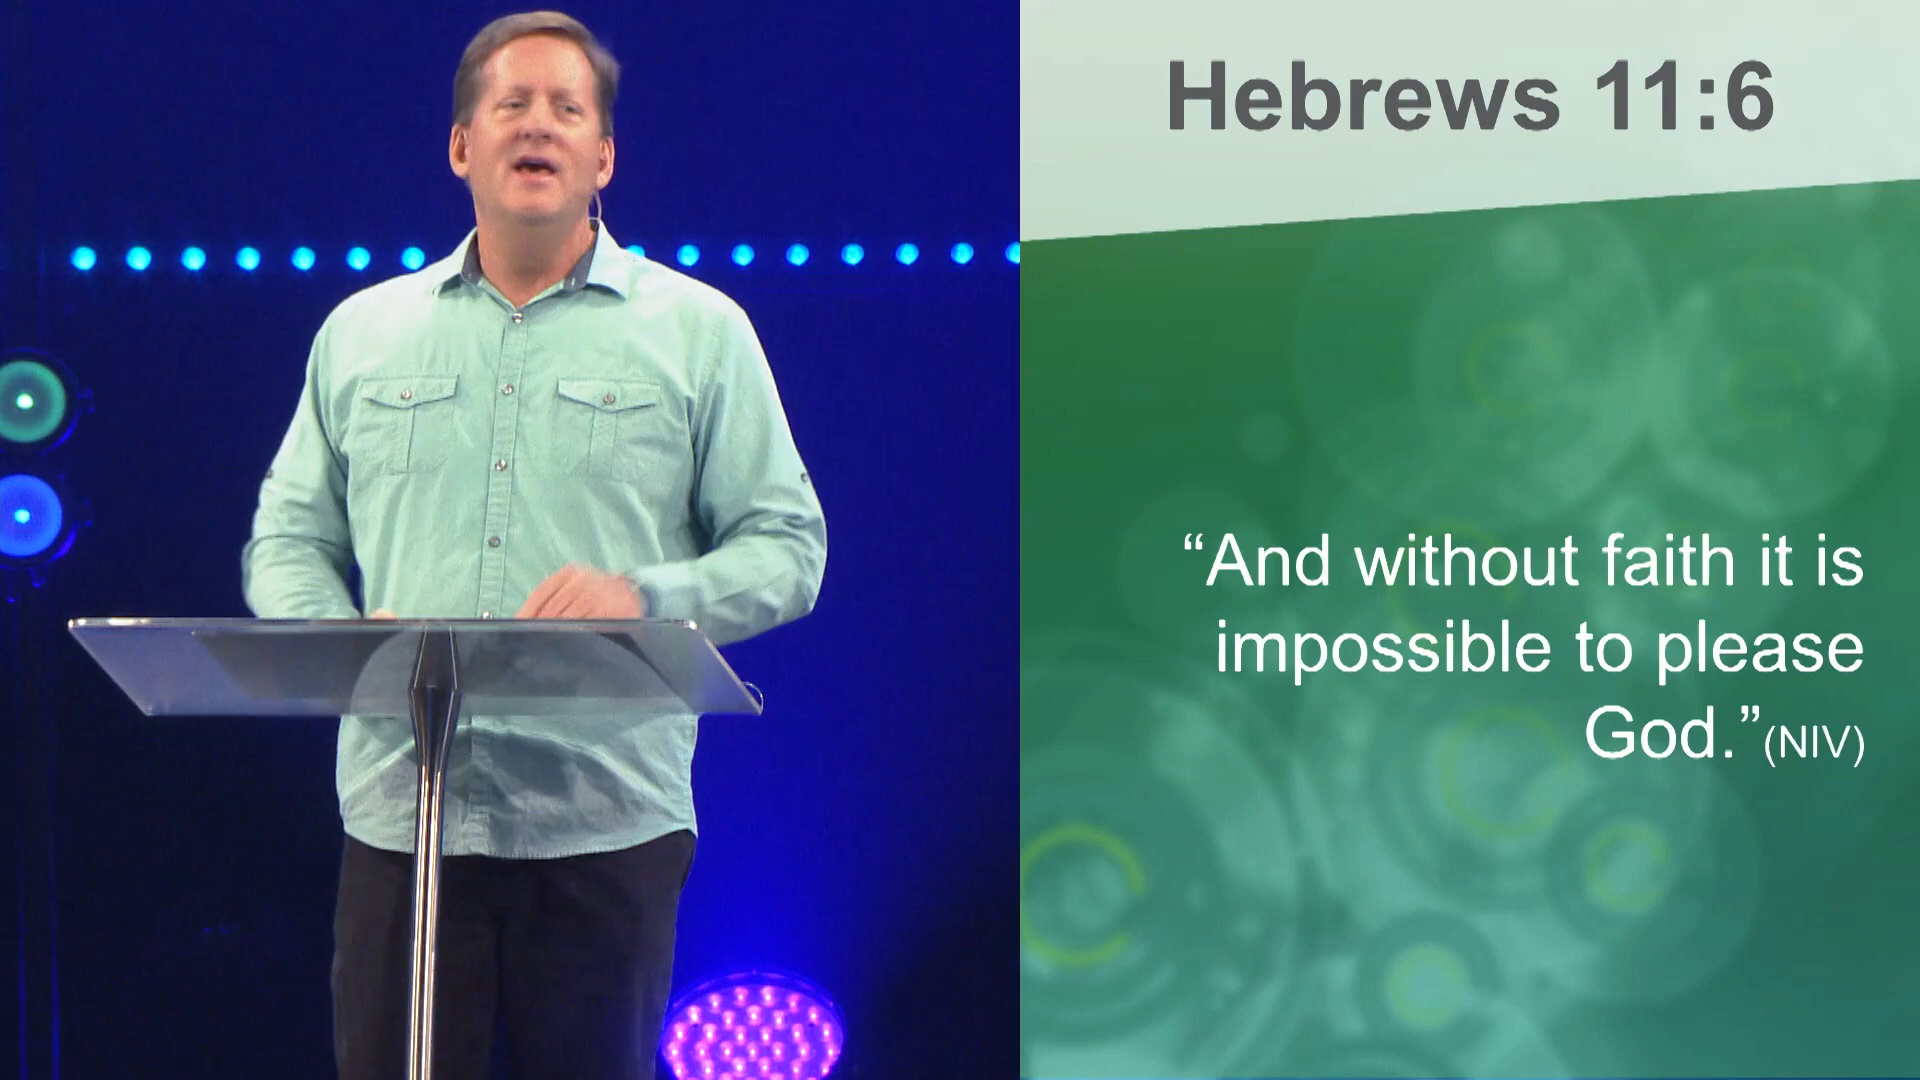 Hebrews 11:6
“And without faith it is
impossible to please
God.”(NIV)